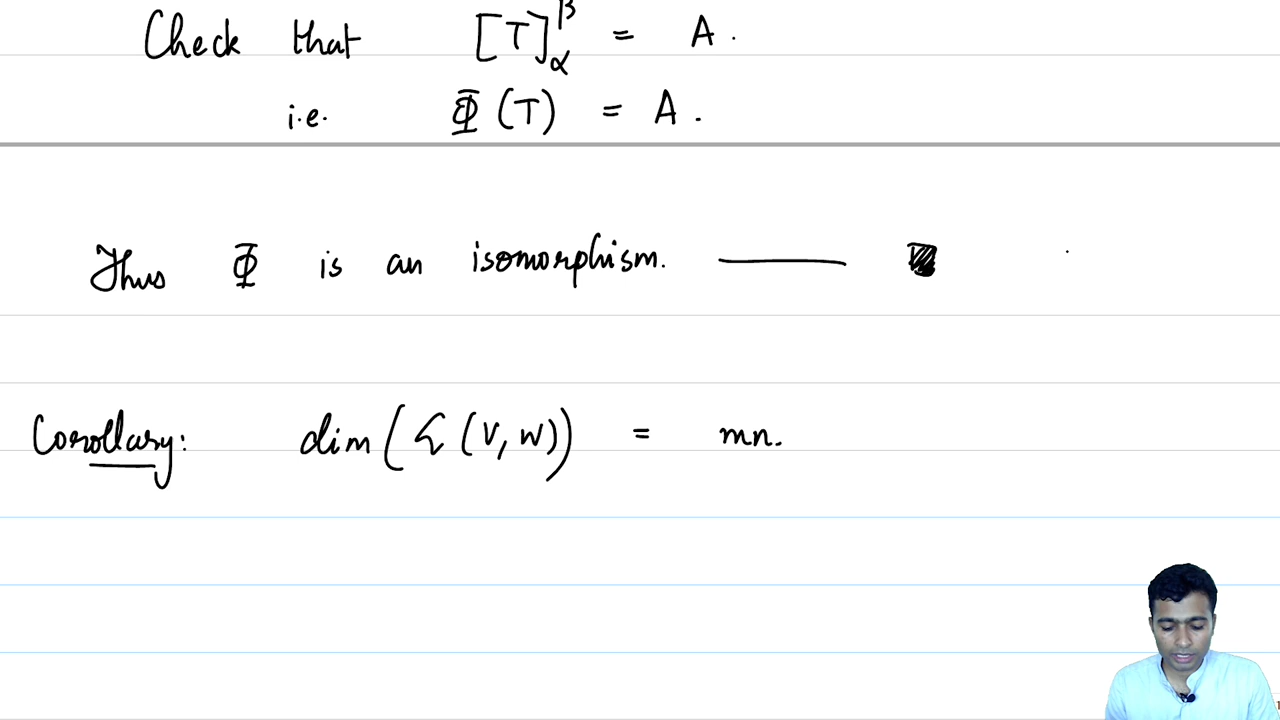 Check that [T]_α^β = A.
i.e. Φ(T) = A.
Thus Φ is an isomorphism. ——— ∎
Corollary: dim(ℒ(V, W)) = mn.